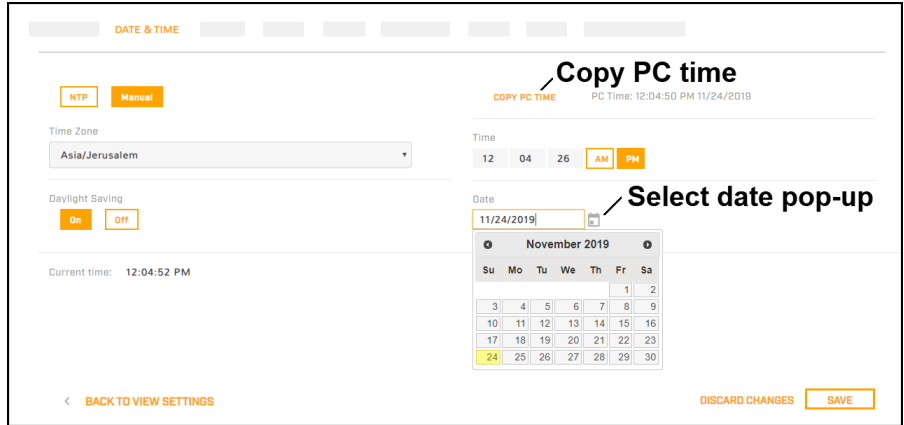 DATE & TIME
Copy PC time
NTP Manual
COPY PC TIME PC Time: 12:04:50 PM 11/24/2019
Time Zone
Asia/Jerusalem
Time
12 04 26 AM PM
Daylight Saving
On Off
Date
Select date pop-up
11/24/2019
November 2019
Su Mo Tu We Th Fr Sa
1 2
3 4 5 6 7 8 9
10 11 12 13 14 15 16
17 18 19 20 21 22 23
24 25 26 27 28 29 30
Current time: 12:04:52 PM
< BACK TO VIEW SETTINGS
DISCARD CHANGES SAVE